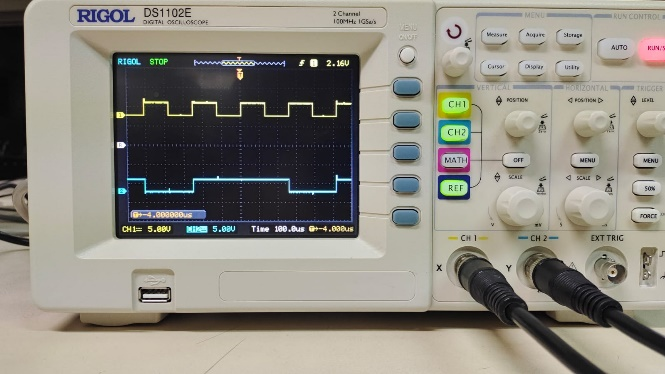 RIGOL DS1102E
DIGITAL OSCILLOSCOPE
2 Channel
100MHz 1GSa/s
MENU
ON/OFF
RIGOL STOP
2.16V
CH1= 5.00V
5.00V
Time 100.0us
-4.000us
-4.000000us
MENU
RUN CONTROL
Measure
Acquire
Storage
AUTO
RUN/S
Cursor
Display
Utility
VERTICAL
HORIZONTAL
TRIGGER
CH1
POSITION
POSITION
LEVEL
CH2
MATH
OFF
MENU
MENU
REF
SCALE
SCALE
50%
FORCE
CH 1
CH 2
EXT TRIG
X
Y